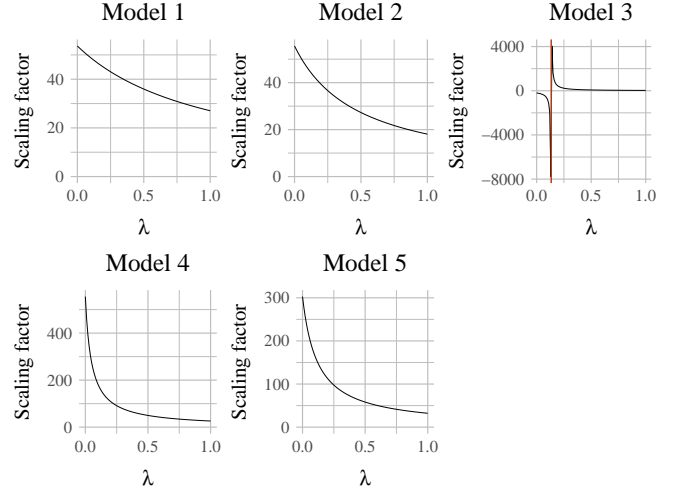 Model 1
Scaling factor
40
20
0
0.0 0.5 1.0
λ
Model 2
Scaling factor
40
20
0
0.0 0.5 1.0
λ
Model 3
Scaling factor
4000
0
−4000
−8000
0.0 0.5 1.0
λ
Model 4
Scaling factor
400
200
0
0.0 0.5 1.0
λ
Model 5
Scaling factor
300
200
100
0
0.0 0.5 1.0
λ